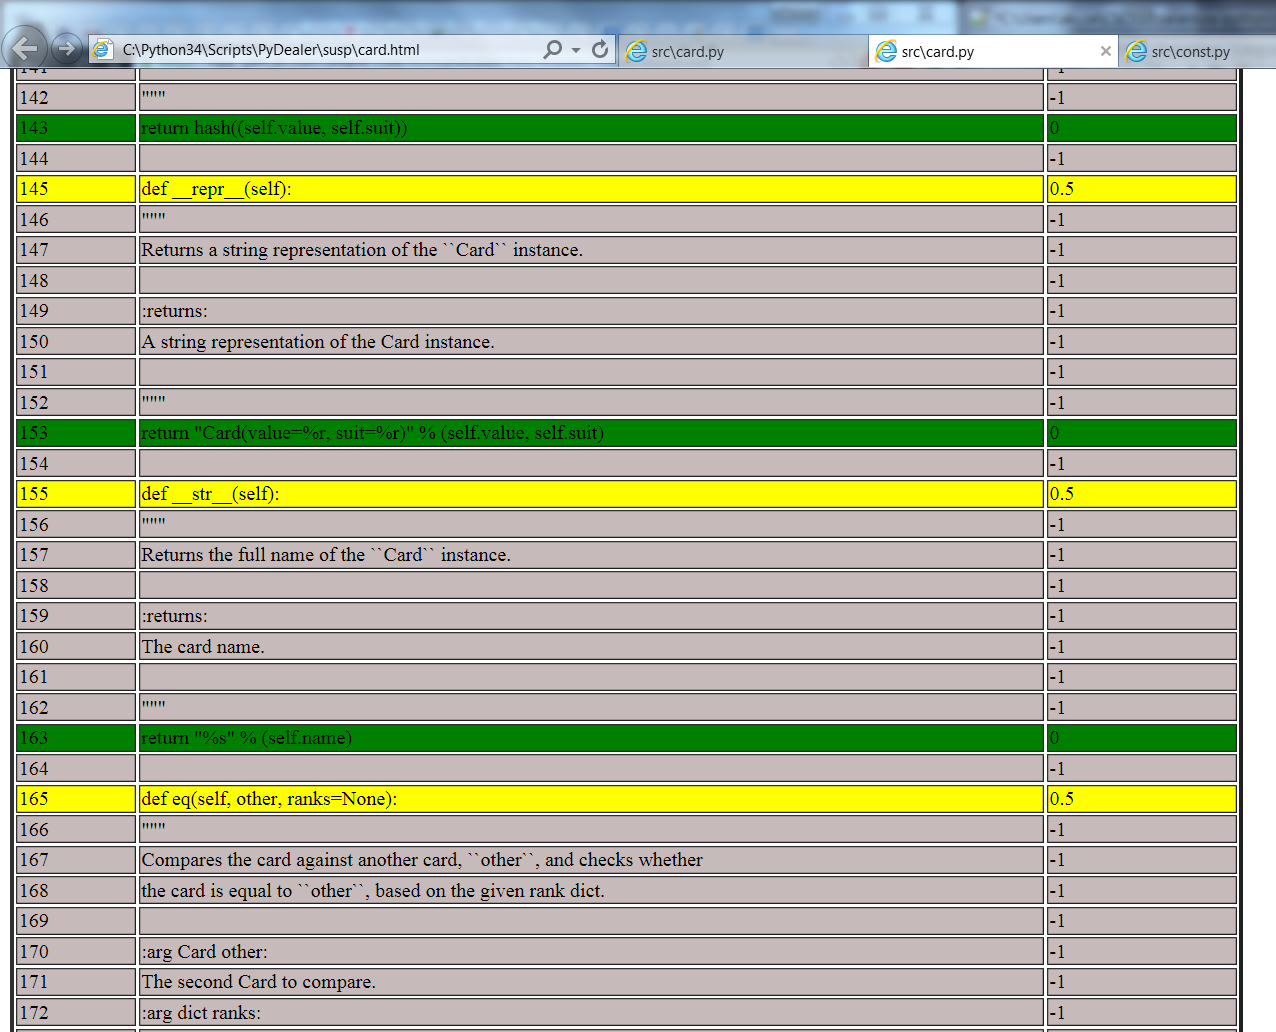 C:\Python34\Scripts\PyDealer\susp\card.html
src\card.py
src\card.py
src\const.py
141 -1
142 """ -1
143 return hash((self.value, self.suit)) 0
144 -1
145 def __repr__(self): 0.5
146 """ -1
147 Returns a string representation of the ``Card`` instance. -1
148 -1
149 :returns: -1
150 A string representation of the Card instance. -1
151 -1
152 """ -1
153 return "Card(value=%r, suit=%r)" % (self.value, self.suit) 0
154 -1
155 def __str__(self): 0.5
156 """ -1
157 Returns the full name of the ``Card`` instance. -1
158 -1
159 :returns: -1
160 The card name. -1
161 -1
162 """ -1
163 return "%s" % (self.name) 0
164 -1
165 def eq(self, other, ranks=None): 0.5
166 """ -1
167 Compares the card against another card, ``other``, and checks whether -1
168 the card is equal to ``other``, based on the given rank dict. -1
169 -1
170 :arg Card other: -1
171 The second Card to compare. -1
172 :arg dict ranks: -1